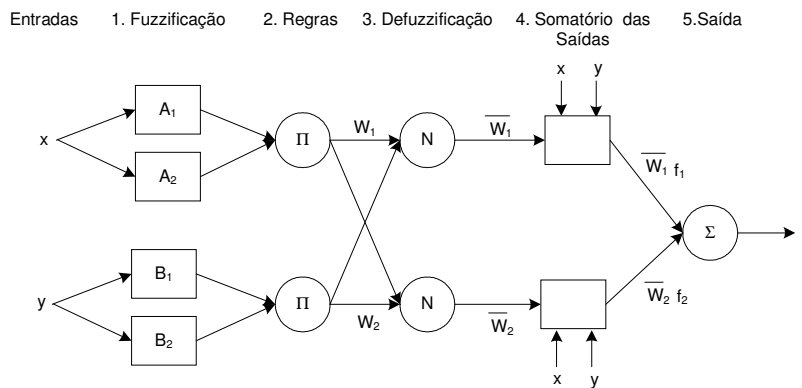 Entradas 1. Fuzzificação 2. Regras 3. Defuzzificação 4. Somatório das Saídas 5.Saída
x y
A₁
W₁ W̅₁
x Π N
A₂
W̅₁ f₁
Σ
B₁
W̅₂ f₂
y Π N
W₂ W̅₂
B₂
x y